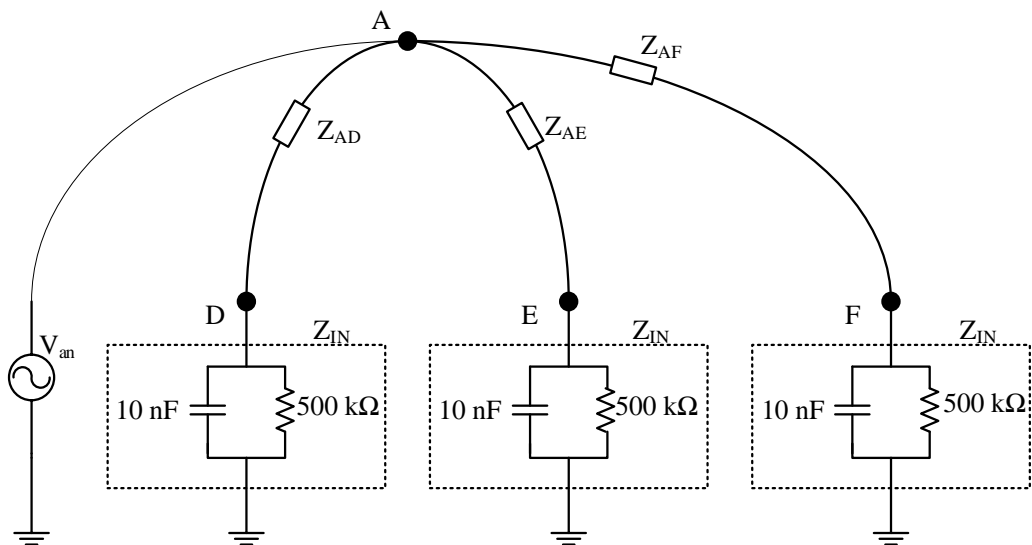 A
Z_AF
Z_AD
Z_AE
D
E
F
Z_IN
Z_IN
Z_IN
V_an
10 nF
500 kΩ
10 nF
500 kΩ
10 nF
500 kΩ